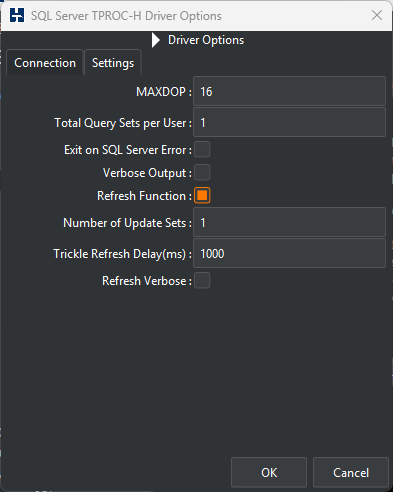 SQL Server TPROC-H Driver Options
Driver Options
Connection Settings
MAXDOP : 16
Total Query Sets per User : 1
Exit on SQL Server Error :
Verbose Output :
Refresh Function :
Number of Update Sets : 1
Trickle Refresh Delay(ms) : 1000
Refresh Verbose :
OK Cancel